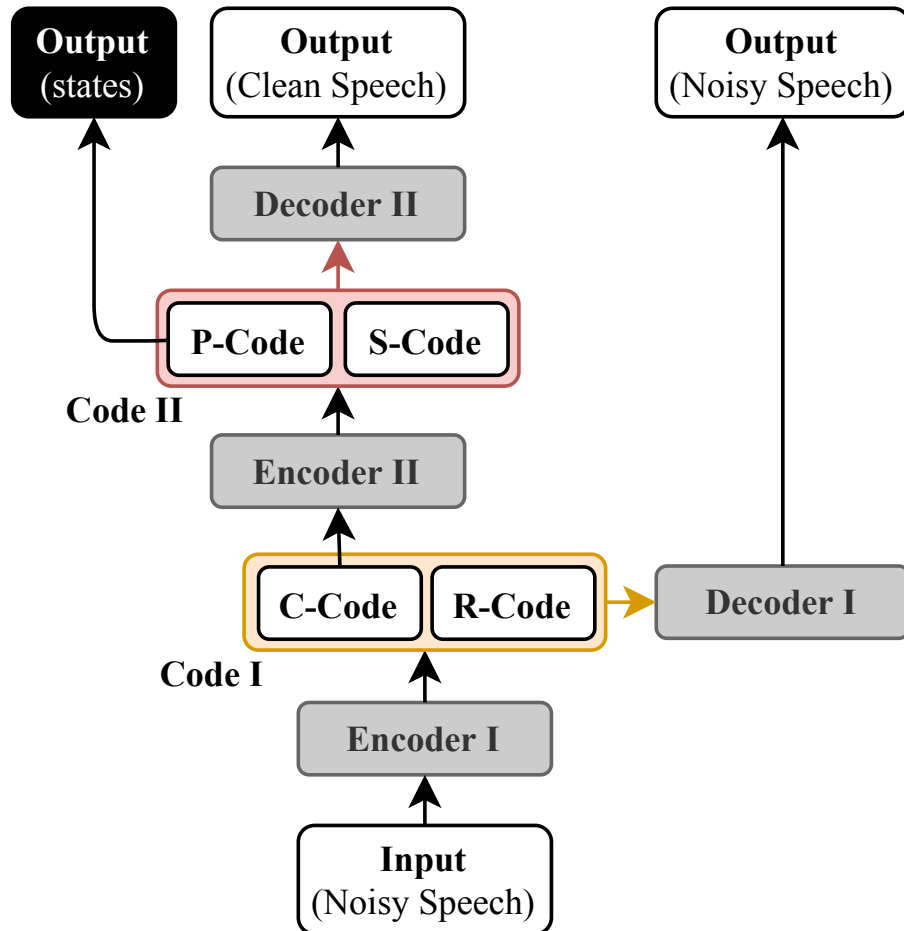 Output
(states)
Output
(Clean Speech)
Output
(Noisy Speech)
Decoder II
P-Code
S-Code
Code II
Encoder II
C-Code
R-Code
Decoder I
Code I
Encoder I
Input
(Noisy Speech)